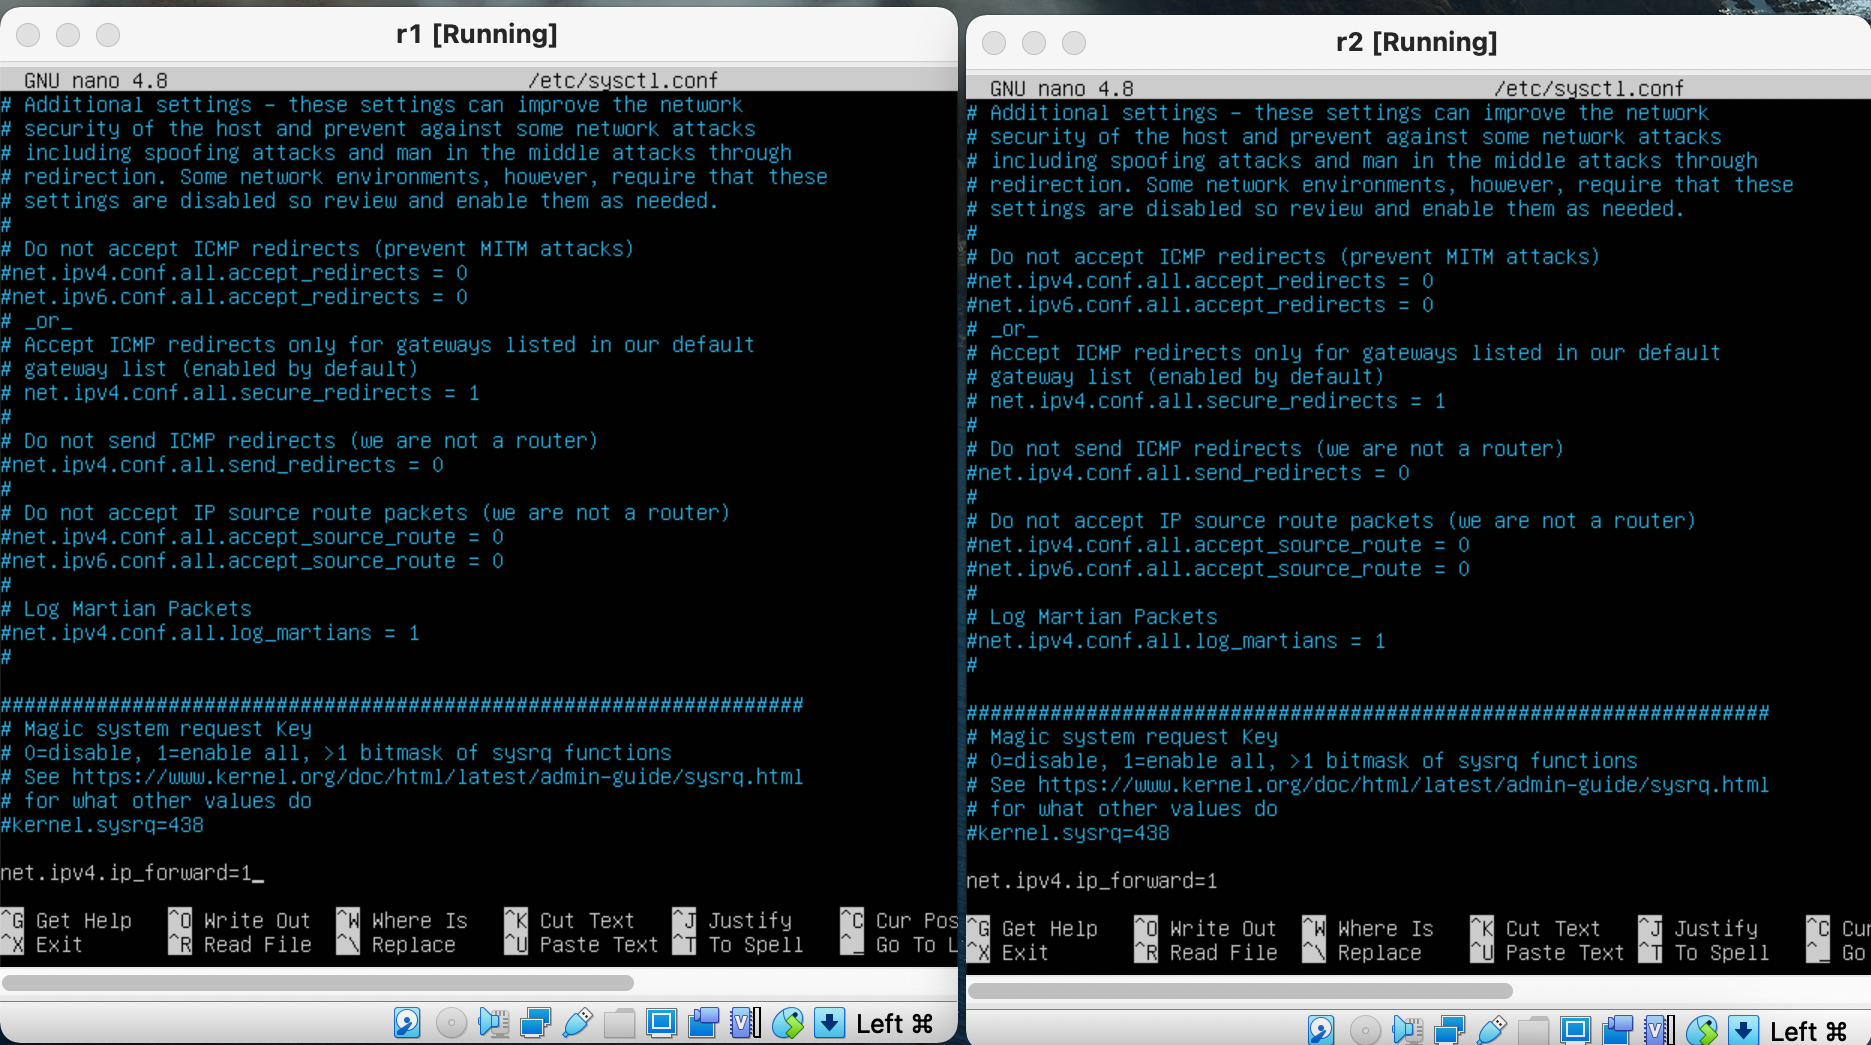 r1 [Running]
GNU nano 4.8 /etc/sysctl.conf
# Additional settings - these settings can improve the network
# security of the host and prevent against some network attacks
# including spoofing attacks and man in the middle attacks through
# redirection. Some network environments, however, require that these
# settings are disabled so review and enable them as needed.
#
# Do not accept ICMP redirects (prevent MITM attacks)
#net.ipv4.conf.all.accept_redirects = 0
#net.ipv6.conf.all.accept_redirects = 0
# _or_
# Accept ICMP redirects only for gateways listed in our default
# gateway list (enabled by default)
# net.ipv4.conf.all.secure_redirects = 1
#
# Do not send ICMP redirects (we are not a router)
#net.ipv4.conf.all.send_redirects = 0
#
# Do not accept IP source route packets (we are not a router)
#net.ipv4.conf.all.accept_source_route = 0
#net.ipv6.conf.all.accept_source_route = 0
#
# Log Martian Packets
#net.ipv4.conf.all.log_martians = 1
#
###################################################################
# Magic system request Key
# 0=disable, 1=enable all, >1 bitmask of sysrq functions
# See https://www.kernel.org/doc/html/latest/admin-guide/sysrq.html
# for what other values do
#kernel.sysrq=438
net.ipv4.ip_forward=1_
^G Get Help ^O Write Out ^W Where Is ^K Cut Text ^J Justify ^C Cur Pos
^X Exit ^R Read File ^\ Replace ^U Paste Text ^T To Spell ^_ Go To L
Left ⌘
r2 [Running]
GNU nano 4.8 /etc/sysctl.conf
# Additional settings - these settings can improve the network
# security of the host and prevent against some network attacks
# including spoofing attacks and man in the middle attacks through
# redirection. Some network environments, however, require that these
# settings are disabled so review and enable them as needed.
#
# Do not accept ICMP redirects (prevent MITM attacks)
#net.ipv4.conf.all.accept_redirects = 0
#net.ipv6.conf.all.accept_redirects = 0
# _or_
# Accept ICMP redirects only for gateways listed in our default
# gateway list (enabled by default)
# net.ipv4.conf.all.secure_redirects = 1
#
# Do not send ICMP redirects (we are not a router)
#net.ipv4.conf.all.send_redirects = 0
#
# Do not accept IP source route packets (we are not a router)
#net.ipv4.conf.all.accept_source_route = 0
#net.ipv6.conf.all.accept_source_route = 0
#
# Log Martian Packets
#net.ipv4.conf.all.log_martians = 1
#
###################################################################
# Magic system request Key
# 0=disable, 1=enable all, >1 bitmask of sysrq functions
# See https://www.kernel.org/doc/html/latest/admin-guide/sysrq.html
# for what other values do
#kernel.sysrq=438
net.ipv4.ip_forward=1
^G Get Help ^O Write Out ^W Where Is ^K Cut Text ^J Justify ^C Cur
^X Exit ^R Read File ^\ Replace ^U Paste Text ^T To Spell ^_ Go
Left ⌘